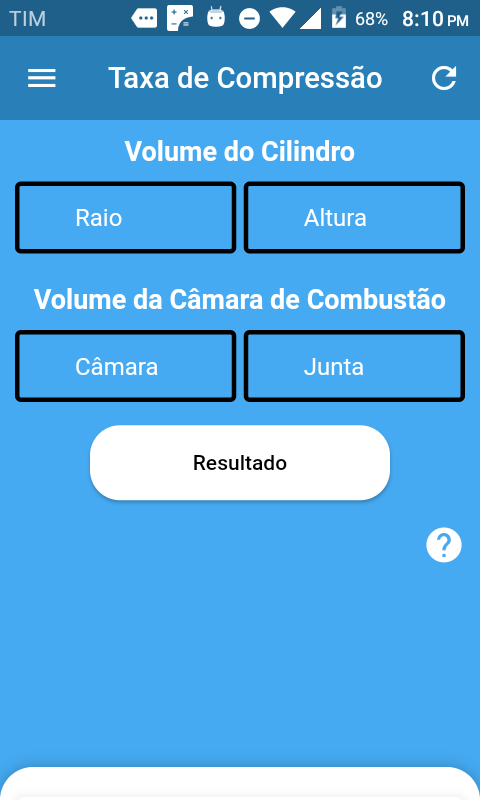 TIM 68% 8:10 PM
Taxa de Compressão
Volume do Cilindro
Raio Altura
Volume da Câmara de Combustão
Câmara Junta
Resultado
?